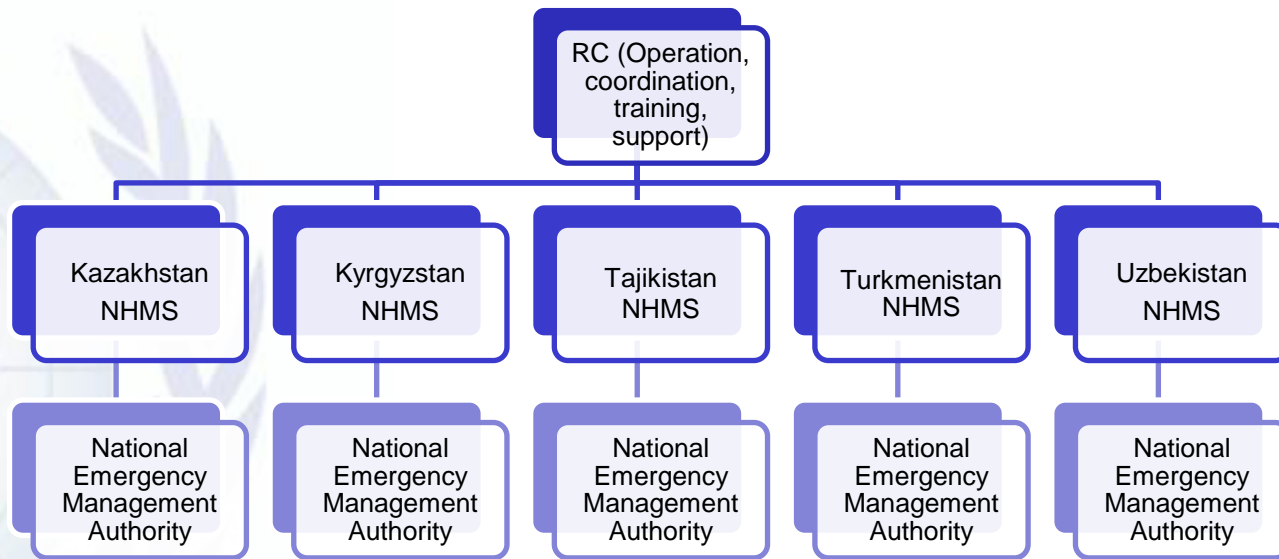 RC (Operation,
coordination,
training,
support)
Kazakhstan
NHMS
Kyrgyzstan
NHMS
Tajikistan
NHMS
Turkmenistan
NHMS
Uzbekistan
NHMS
National
Emergency
Management
Authority
National
Emergency
Management
Authority
National
Emergency
Management
Authority
National
Emergency
Management
Authority
National
Emergency
Management
Authority